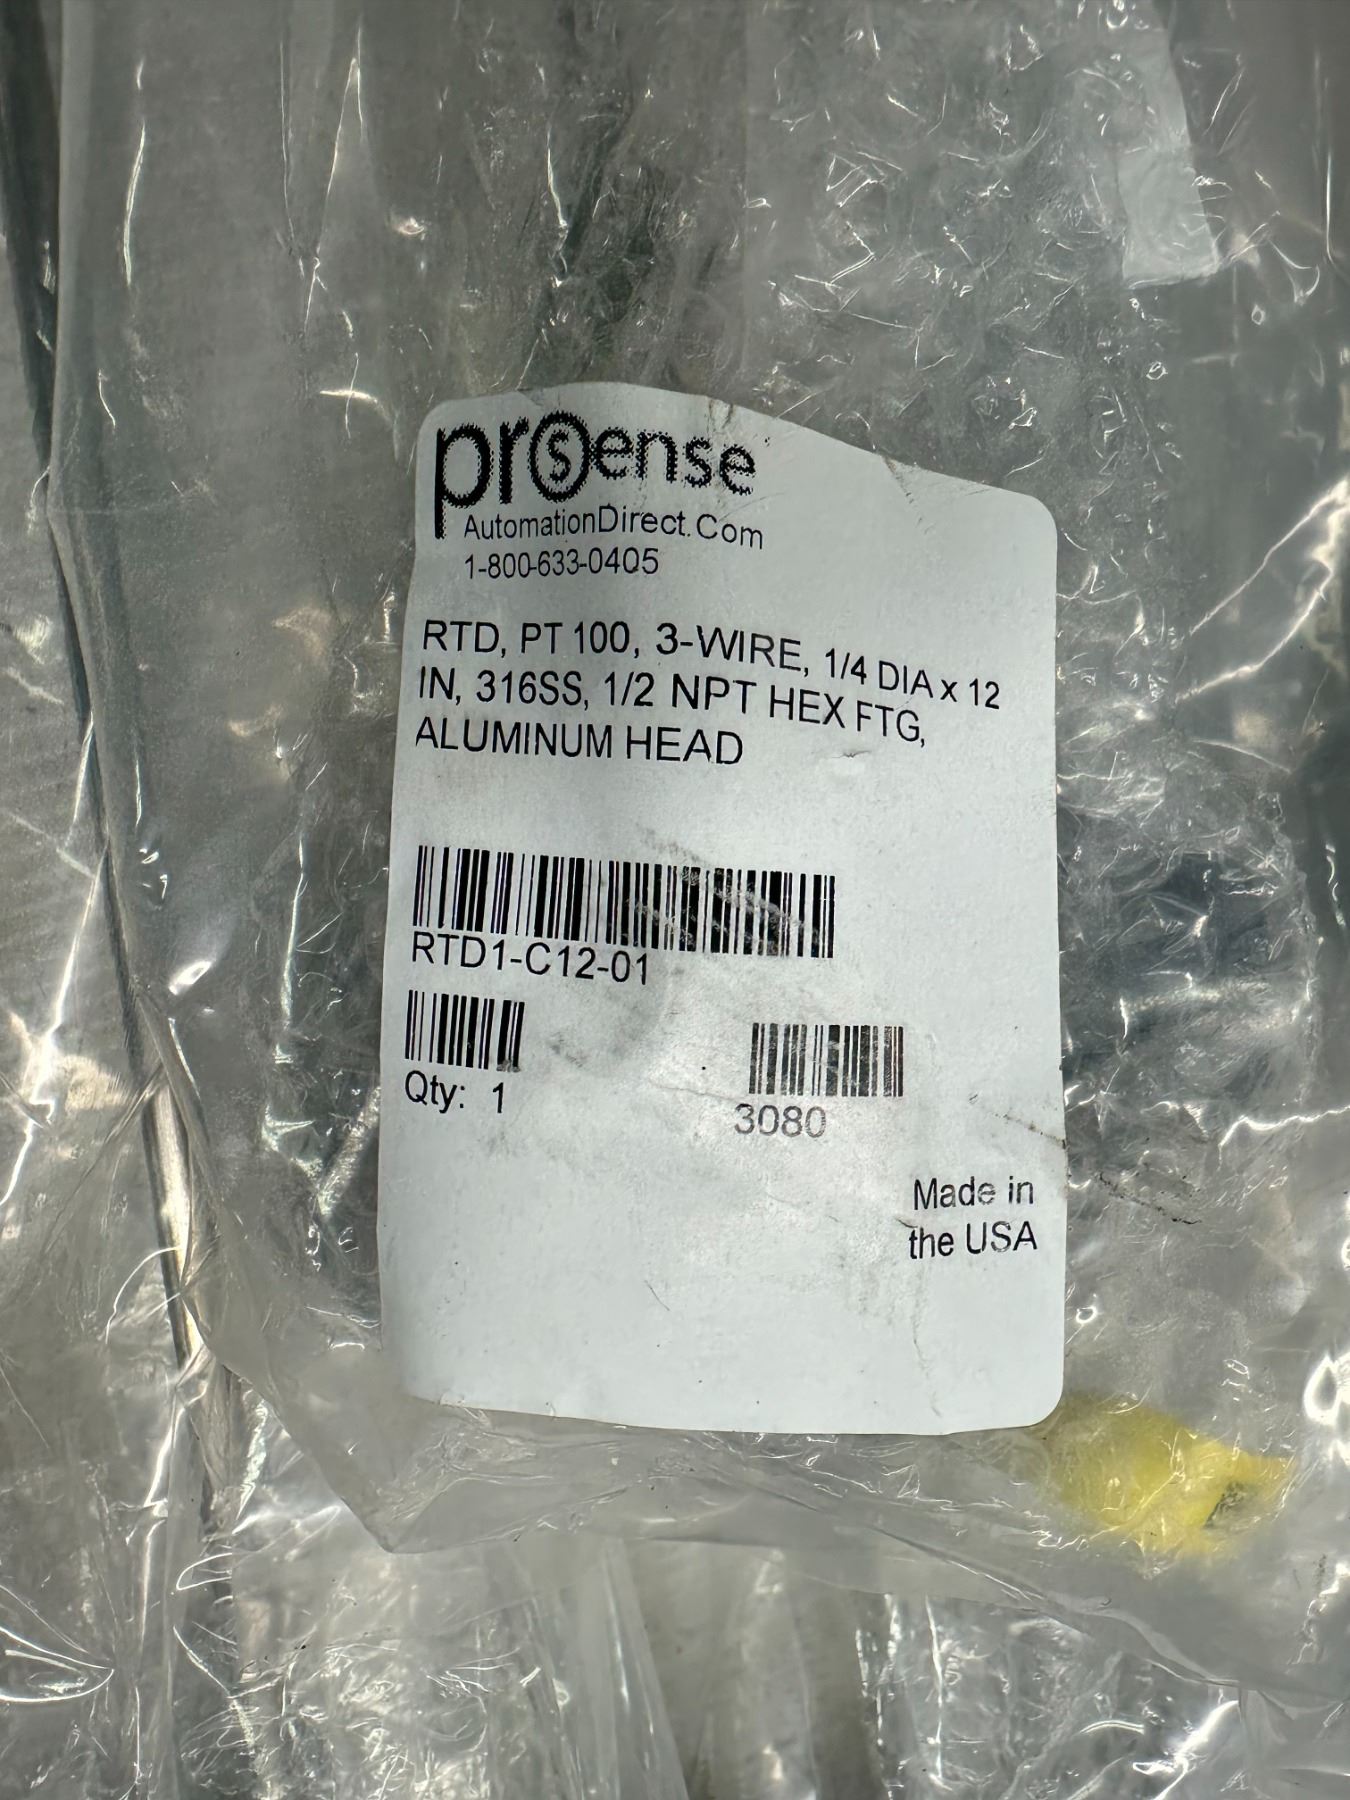 prosense
AutomationDirect.Com
1-800-633-0405
RTD, PT 100, 3-WIRE, 1/4 DIA x 12
IN, 316SS, 1/2 NPT HEX FTG,
ALUMINUM HEAD
RTD1-C12-01
Qty: 1
3080
Made in
the USA